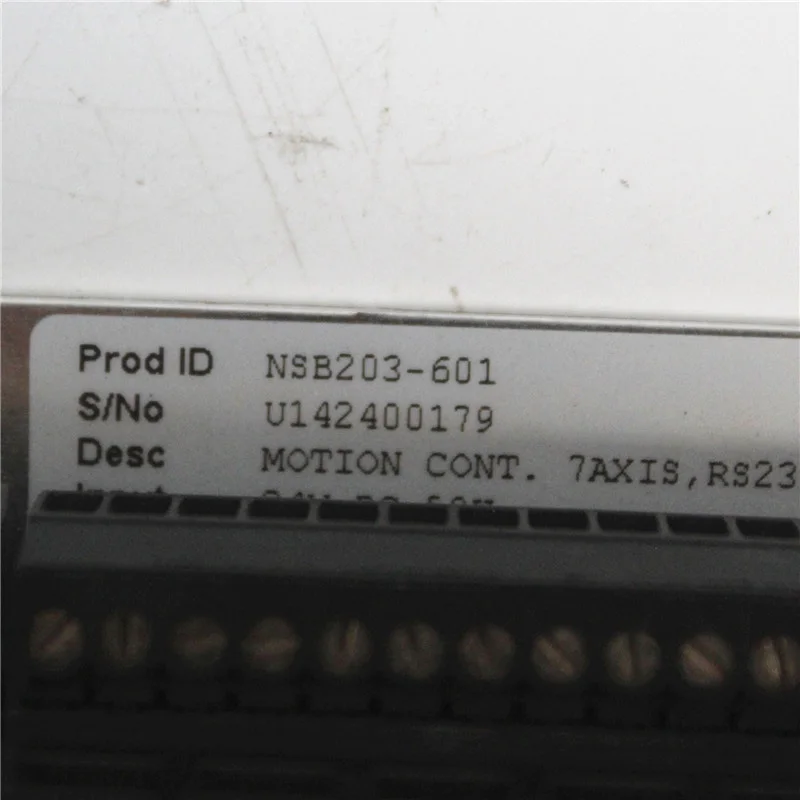 Prod ID NSB203-601
S/No U142400179
Desc MOTION CONT. 7AXIS,RS23